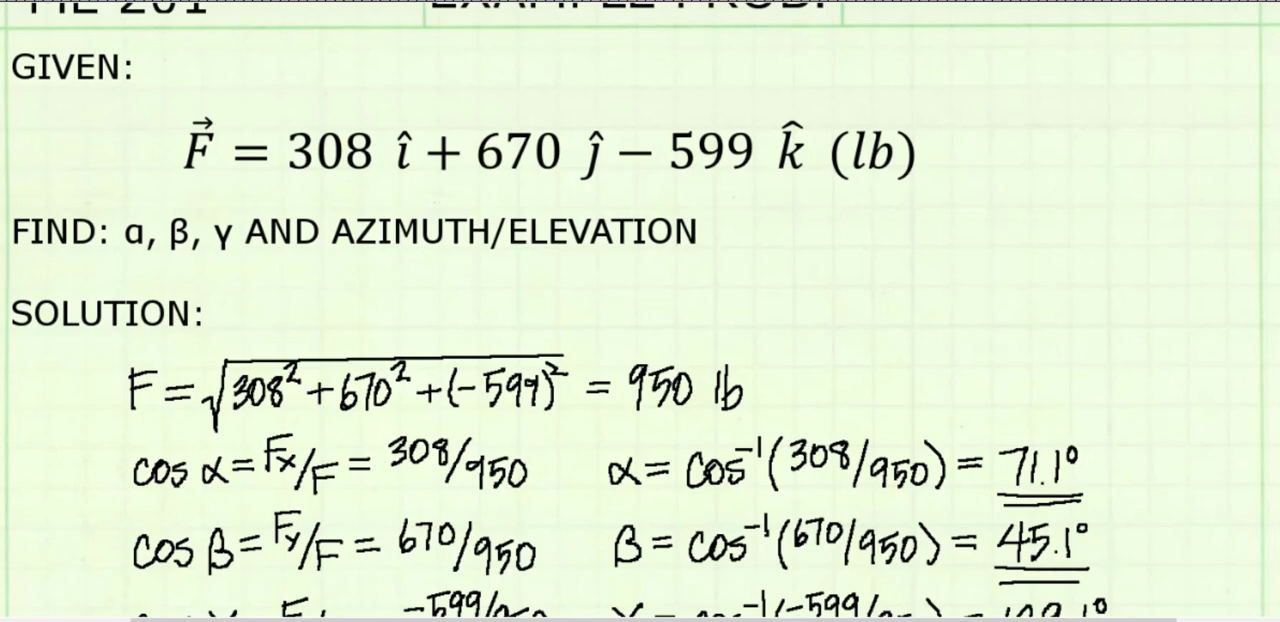 GIVEN:
F⃗ = 308 î + 670 ĵ − 599 k̂ (lb)
FIND: α, β, γ AND AZIMUTH/ELEVATION
SOLUTION:
F = √(308² + 670² + (-599)²) = 950 lb
cos α = Fx/F = 308/950 α = cos⁻¹(308/950) = 71.1°
cos β = Fy/F = 670/950 β = cos⁻¹(670/950) = 45.1°